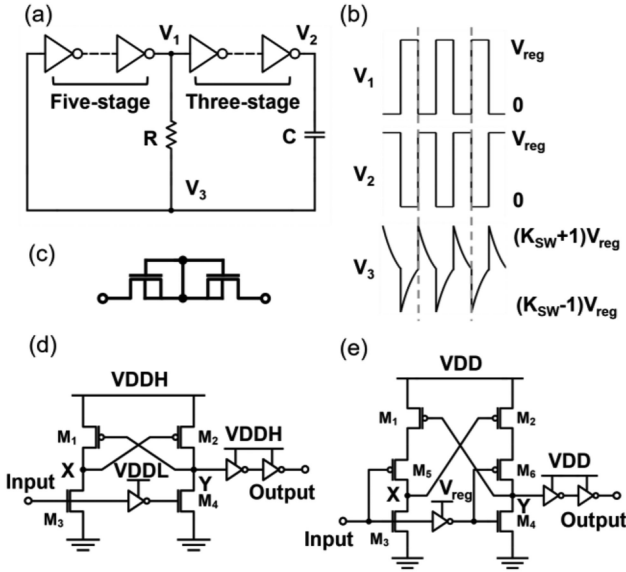 (a)
V1
V2
Five-stage
Three-stage
R
C
V3
(b)
V1
Vreg
0
V2
Vreg
0
V3
(KSW+1)Vreg
(KSW-1)Vreg
(c)
(d)
VDDH
M1
M2
VDDH
X
VDDL
Y
Input
Output
M3
M4
(e)
VDD
M1
M2
M5
M6
VDD
X
Vreg
Y
Input
M3
M4
Output